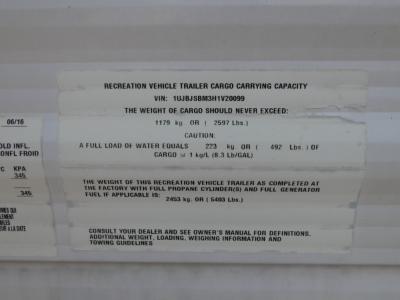 RECREATION VEHICLE TRAILER CARGO CARRYING CAPACITY
VIN: 1UJBJSBM3H1V20099
THE WEIGHT OF CARGO SHOULD NEVER EXCEED:
1179 kg. OR ( 2597 Lbs.)
CAUTION:
A FULL LOAD OF WATER EQUALS 223 kg. OR ( 492 Lbs.) OF
CARGO @ 1 kg/L (8.3 Lb/GAL)
THE WEIGHT OF THIS RECREATION VEHICLE TRAILER AS COMPLETED AT
THE FACTORY WITH FULL PROPANE CYLINDER(S) AND FULL GENERATOR
FUEL IF APPLICABLE IS:
2453 kg. OR ( 5403 Lbs.)
CONSULT YOUR DEALER AND SEE OWNER'S MANUAL FOR DEFINITIONS,
ADDITIONAL WEIGHT, LOADING, WEIGHING INFORMATION AND
TOWING GUIDELINES
06/16
OLD INFL.
ONFL FROID
C KPA
345
345